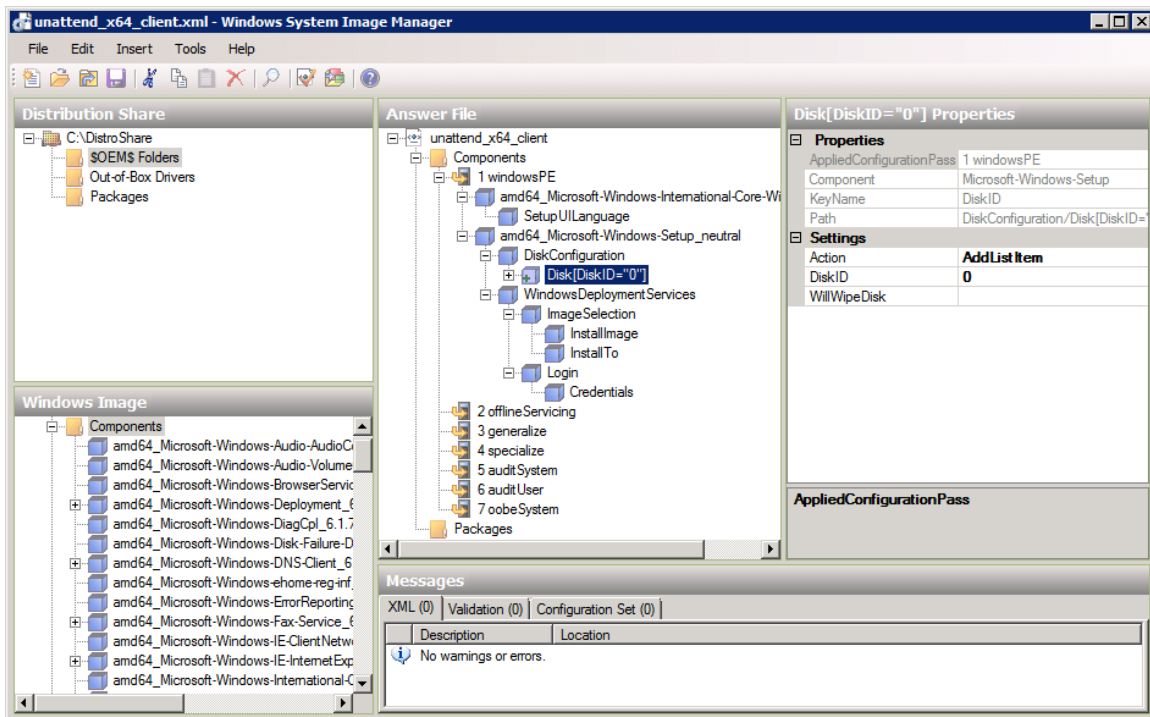 unattend_x64_client.xml - Windows System Image Manager
File Edit Insert Tools Help
Distribution Share
C:\DistroShare
$OEM$ Folders
Out-of-Box Drivers
Packages
Windows Image
Components
amd64_Microsoft-Windows-Audio-AudioCo
amd64_Microsoft-Windows-Audio-Volume
amd64_Microsoft-Windows-BrowserServic
amd64_Microsoft-Windows-Deployment_6
amd64_Microsoft-Windows-DiagCpl_6.1.7
amd64_Microsoft-Windows-Disk-Failure-D
amd64_Microsoft-Windows-DNS-Client_6
amd64_Microsoft-Windows-ehome-reg-inf_
amd64_Microsoft-Windows-ErrorReporting
amd64_Microsoft-Windows-Fax-Service_6
amd64_Microsoft-Windows-IE-ClientNetwo
amd64_Microsoft-Windows-IE-InternetExp
amd64_Microsoft-Windows-International-C
Answer File
unattend_x64_client
Components
1 windowsPE
amd64_Microsoft-Windows-International-Core-Wi
SetupUILanguage
amd64_Microsoft-Windows-Setup_neutral
DiskConfiguration
Disk[DiskID="0"]
WindowsDeploymentServices
ImageSelection
InstallImage
InstallTo
Login
Credentials
2 offlineServicing
3 generalize
4 specialize
5 auditSystem
6 auditUser
7 oobeSystem
Packages
Disk[DiskID="0"] Properties
Properties
AppliedConfigurationPass 1 windowsPE
Component Microsoft-Windows-Setup
KeyName DiskID
Path DiskConfiguration/Disk[DiskID="
Settings
Action AddListItem
DiskID 0
WillWipeDisk
AppliedConfigurationPass
Messages
XML (0) Validation (0) Configuration Set (0)
Description Location
No warnings or errors.